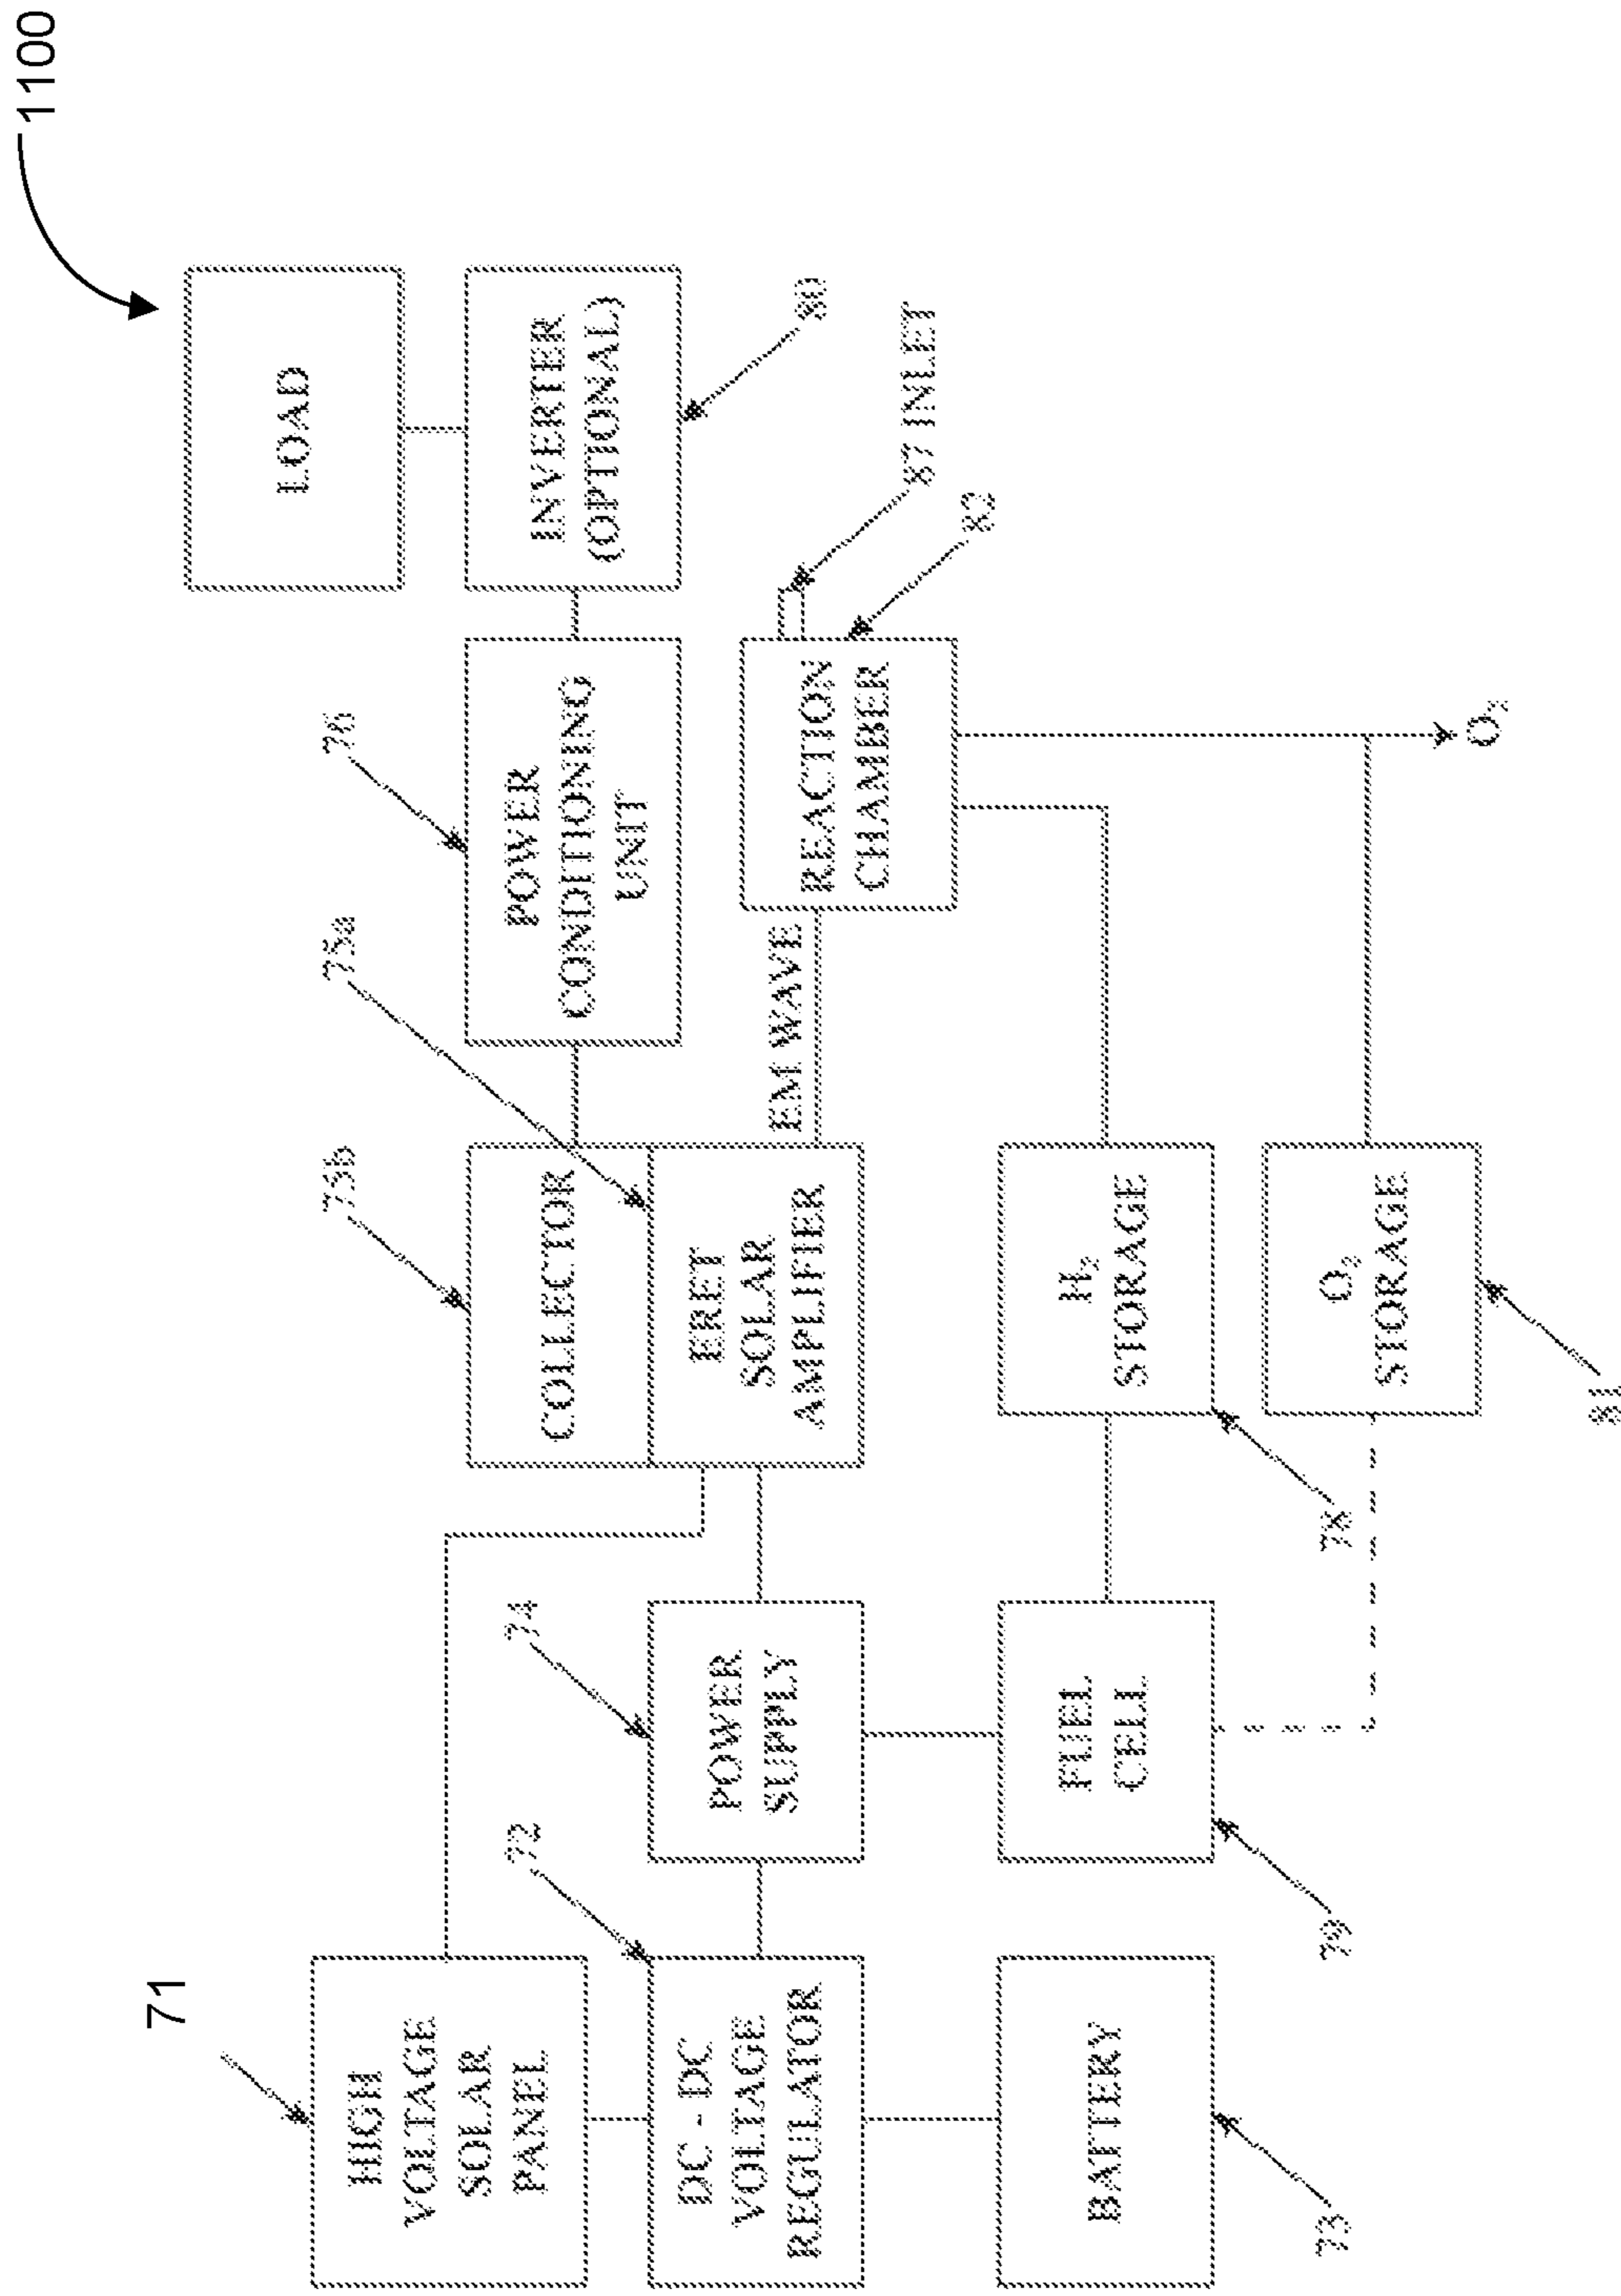 1100
LOAD
INVERTER
(OPTIONAL)
80
76
POWER
CONDITIONING
UNIT
87 INLET
82
REACTION
CHAMBER
75a
75b
COLLECTOR
ERET
SOLAR
AMPLIFIER
EM WAVE
O₂
H₂
STORAGE
78
O₂
STORAGE
81
74
POWER
SUPPLY
FUEL
CELL
79
71
HIGH
VOLTAGE
SOLAR
PANEL
72
DC - DC
VOLTAGE
REGULATOR
BATTERY
73